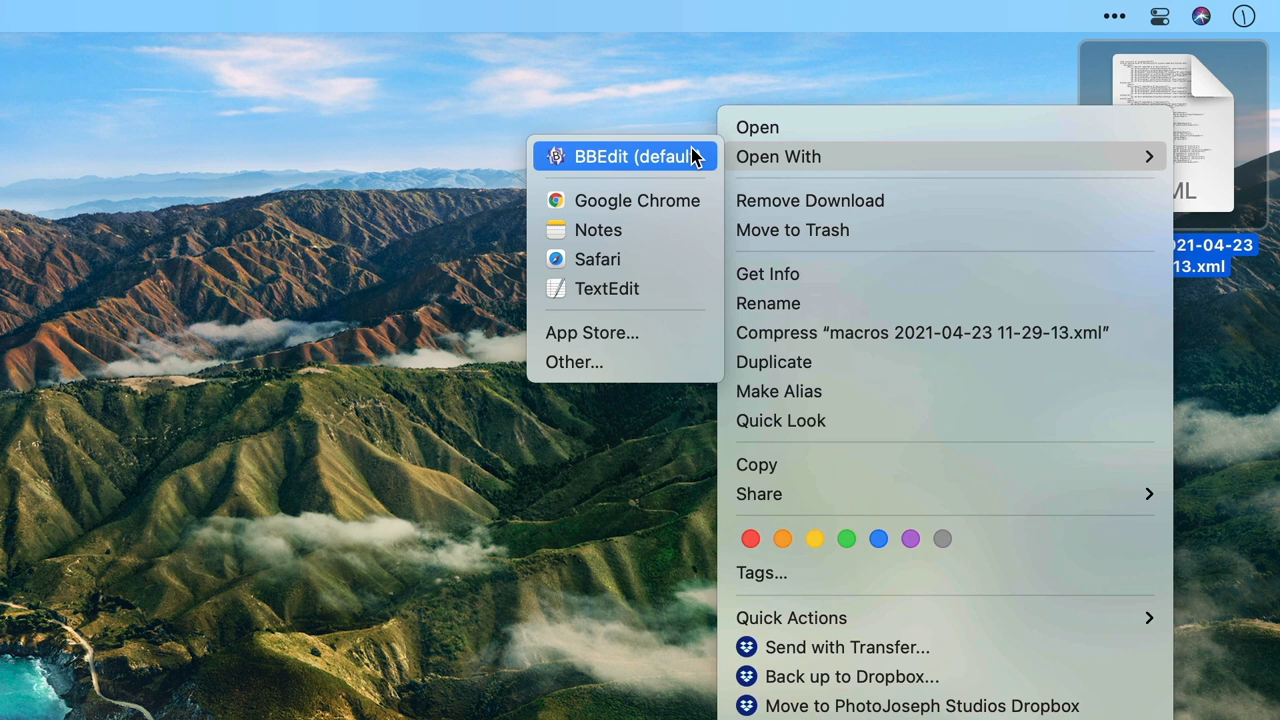 Open
Open With
BBEdit (defaul
Google Chrome
Notes
Safari
TextEdit
App Store...
Other...
Remove Download
Move to Trash
Get Info
Rename
Compress “macros 2021-04-23 11-29-13.xml”
Duplicate
Make Alias
Quick Look
Copy
Share
Tags...
Quick Actions
Send with Transfer...
Back up to Dropbox...
Move to PhotoJoseph Studios Dropbox
ML
21-04-23
13.xml